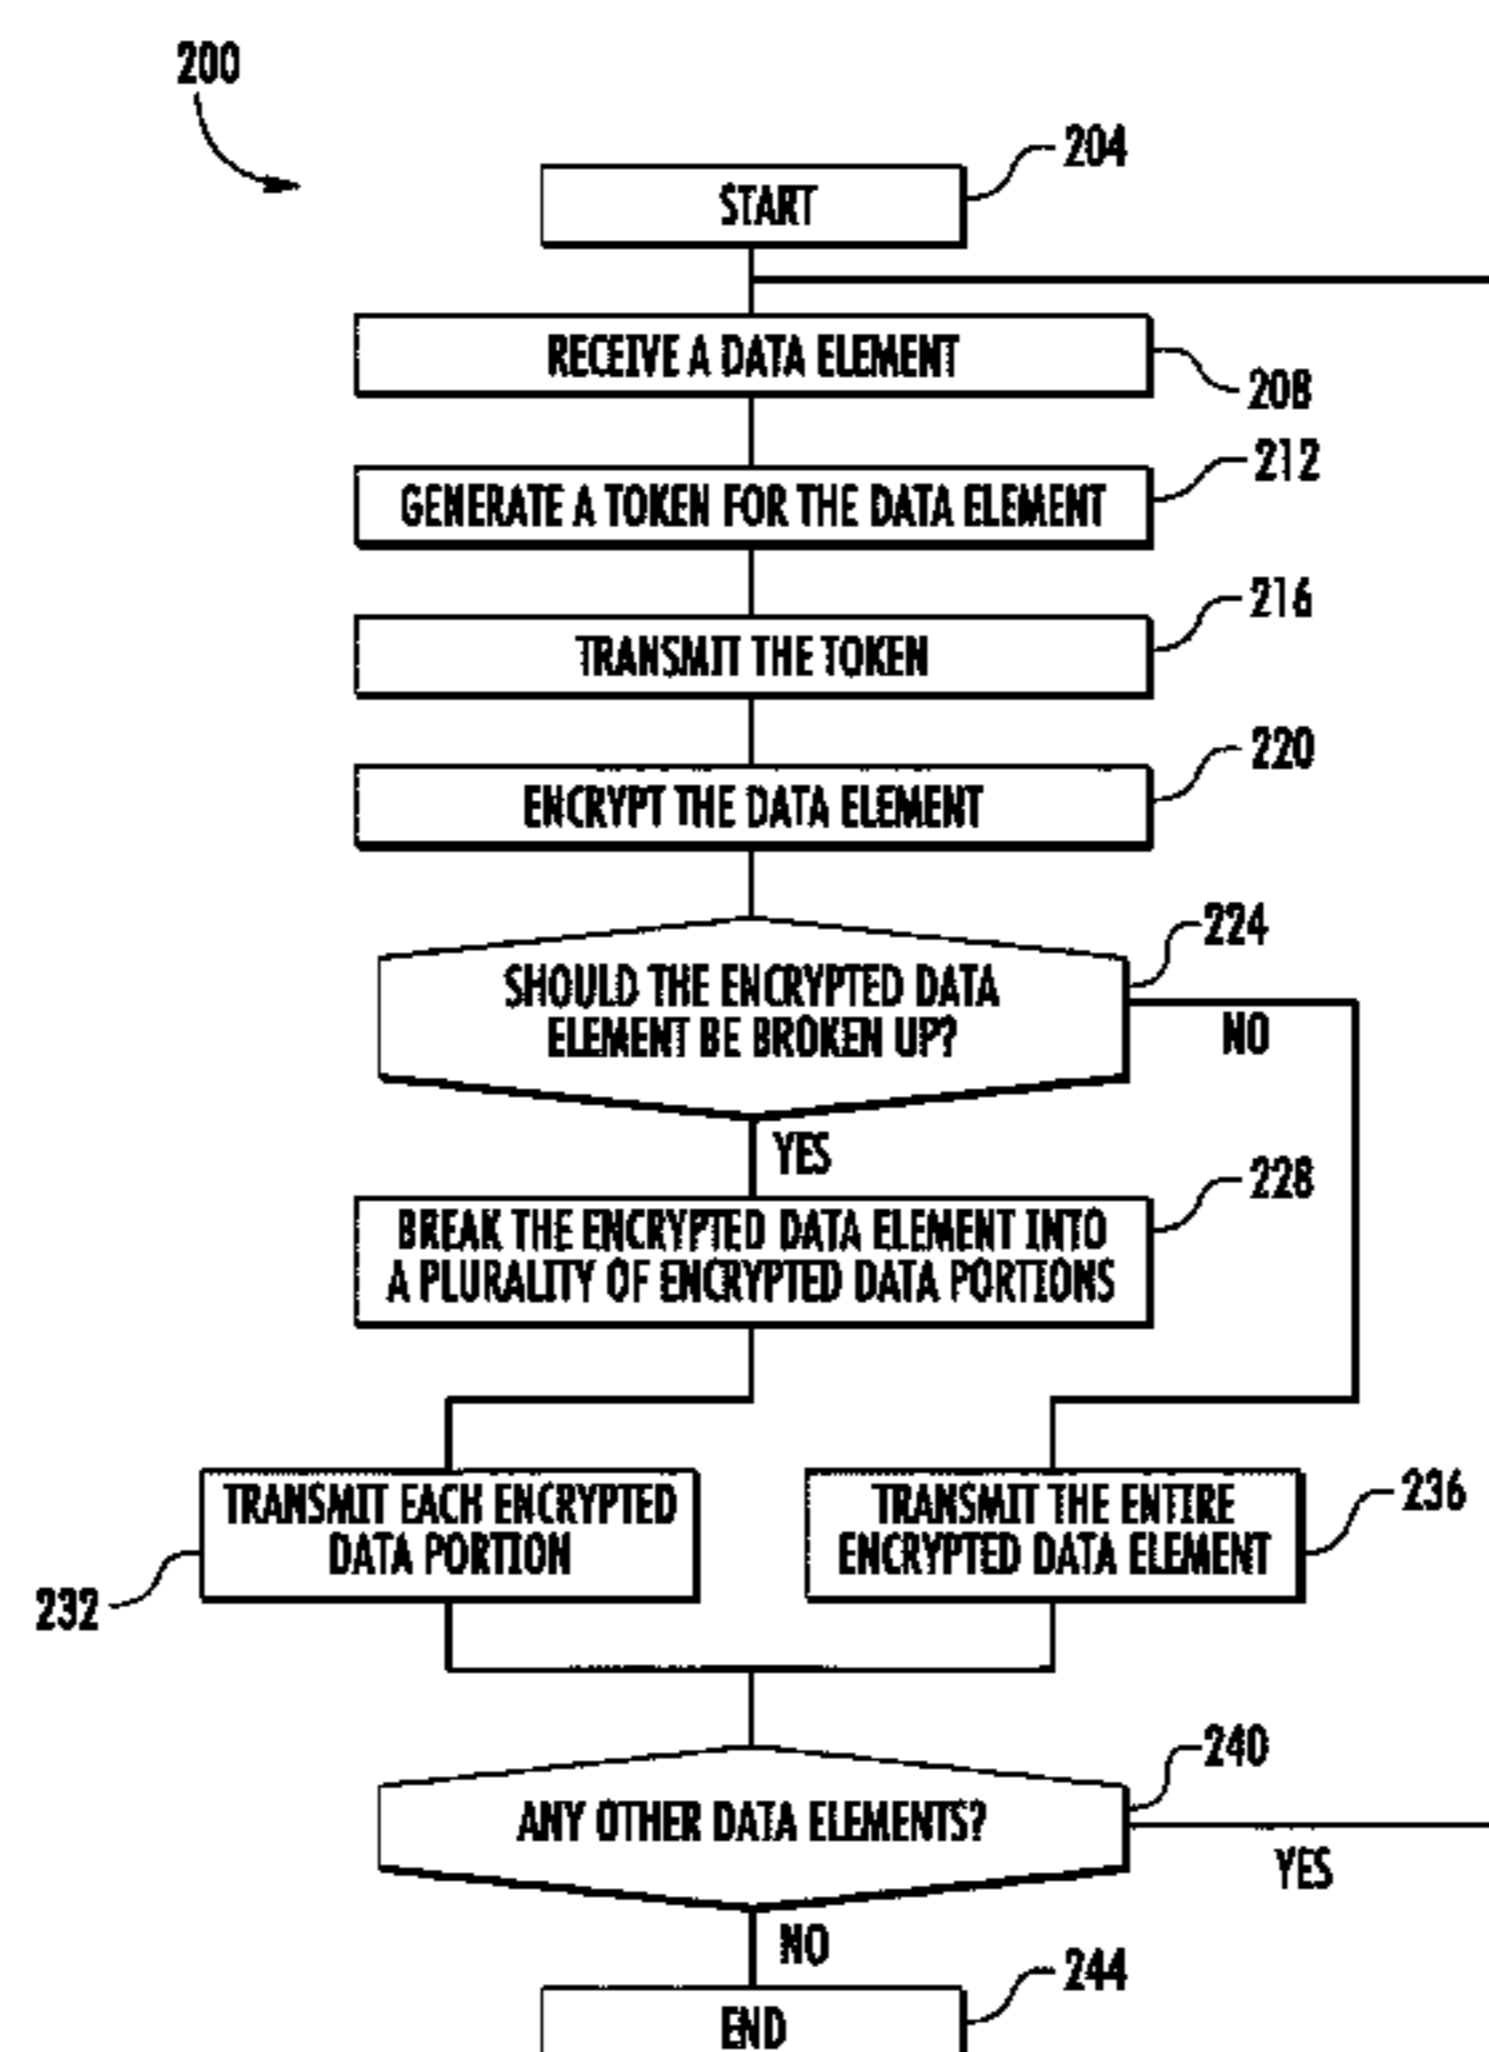 200
204
START
RECEIVE A DATA ELEMENT
208
212
GENERATE A TOKEN FOR THE DATA ELEMENT
216
TRANSMIT THE TOKEN
220
ENCRYPT THE DATA ELEMENT
224
SHOULD THE ENCRYPTED DATA
ELEMENT BE BROKEN UP?
NO
YES
228
BREAK THE ENCRYPTED DATA ELEMENT INTO
A PLURALITY OF ENCRYPTED DATA PORTIONS
TRANSMIT EACH ENCRYPTED
DATA PORTION
232
TRANSMIT THE ENTIRE
ENCRYPTED DATA ELEMENT
236
240
ANY OTHER DATA ELEMENTS?
YES
NO
244
END